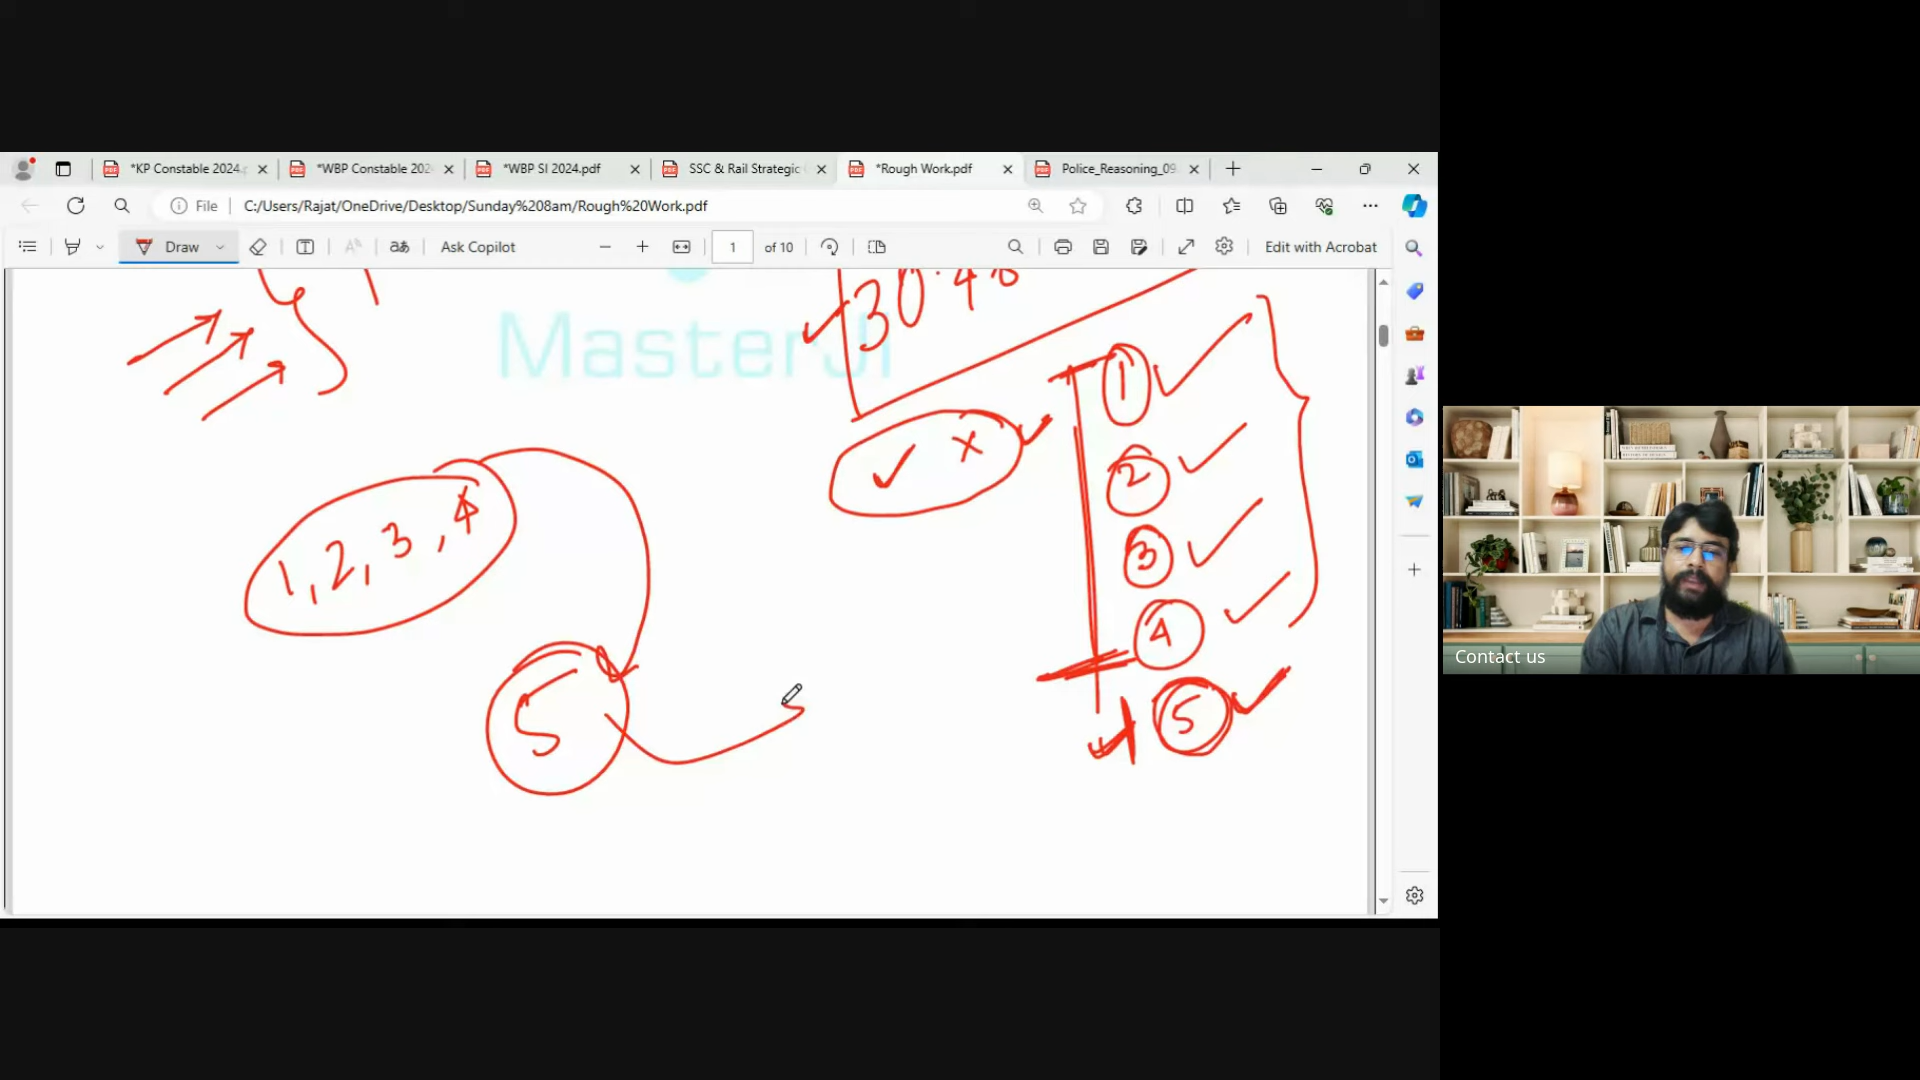 *KP Constable 2024.p
*WBP Constable 202
*WBP SI 2024.pdf
SSC & Rail Strategic
*Rough Work.pdf
Police_Reasoning_09.
File
C:/Users/Rajat/OneDrive/Desktop/Sunday%208am/Rough%20Work.pdf
Draw
Ask Copilot
1
of 10
Edit with Acrobat
30.48
MasterJi
1
2
3
4
5
1, 2, 3, 4
5
Contact us